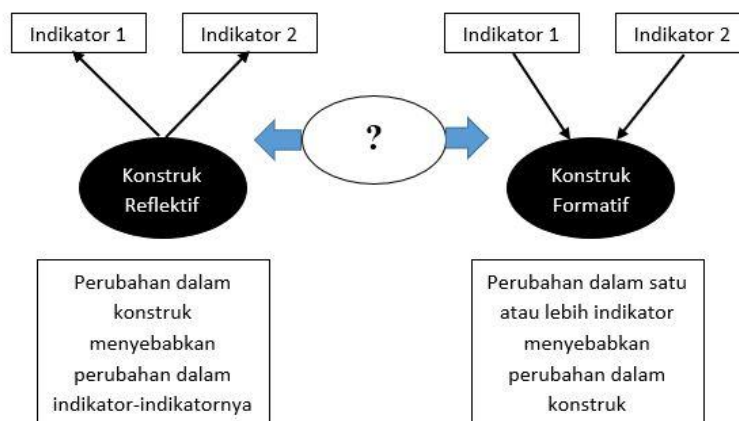 Indikator 1
Indikator 2
Indikator 1
Indikator 2
?
Konstruk
Reflektif
Konstruk
Formatif
Perubahan dalam
konstruk
menyebabkan
perubahan dalam
indikator-indikatornya
Perubahan dalam satu
atau lebih indikator
menyebabkan
perubahan dalam
konstruk